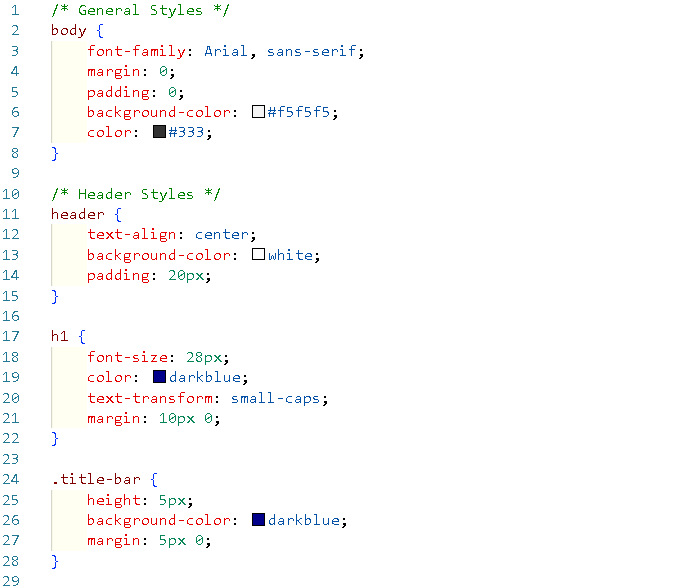 1 /* General Styles */
2 body {
3 font-family: Arial, sans-serif;
4 margin: 0;
5 padding: 0;
6 background-color: #f5f5f5;
7 color: #333;
8 }
9
10 /* Header Styles */
11 header {
12 text-align: center;
13 background-color: white;
14 padding: 20px;
15 }
16
17 h1 {
18 font-size: 28px;
19 color: darkblue;
20 text-transform: small-caps;
21 margin: 10px 0;
22 }
23
24 .title-bar {
25 height: 5px;
26 background-color: darkblue;
27 margin: 5px 0;
28 }
29